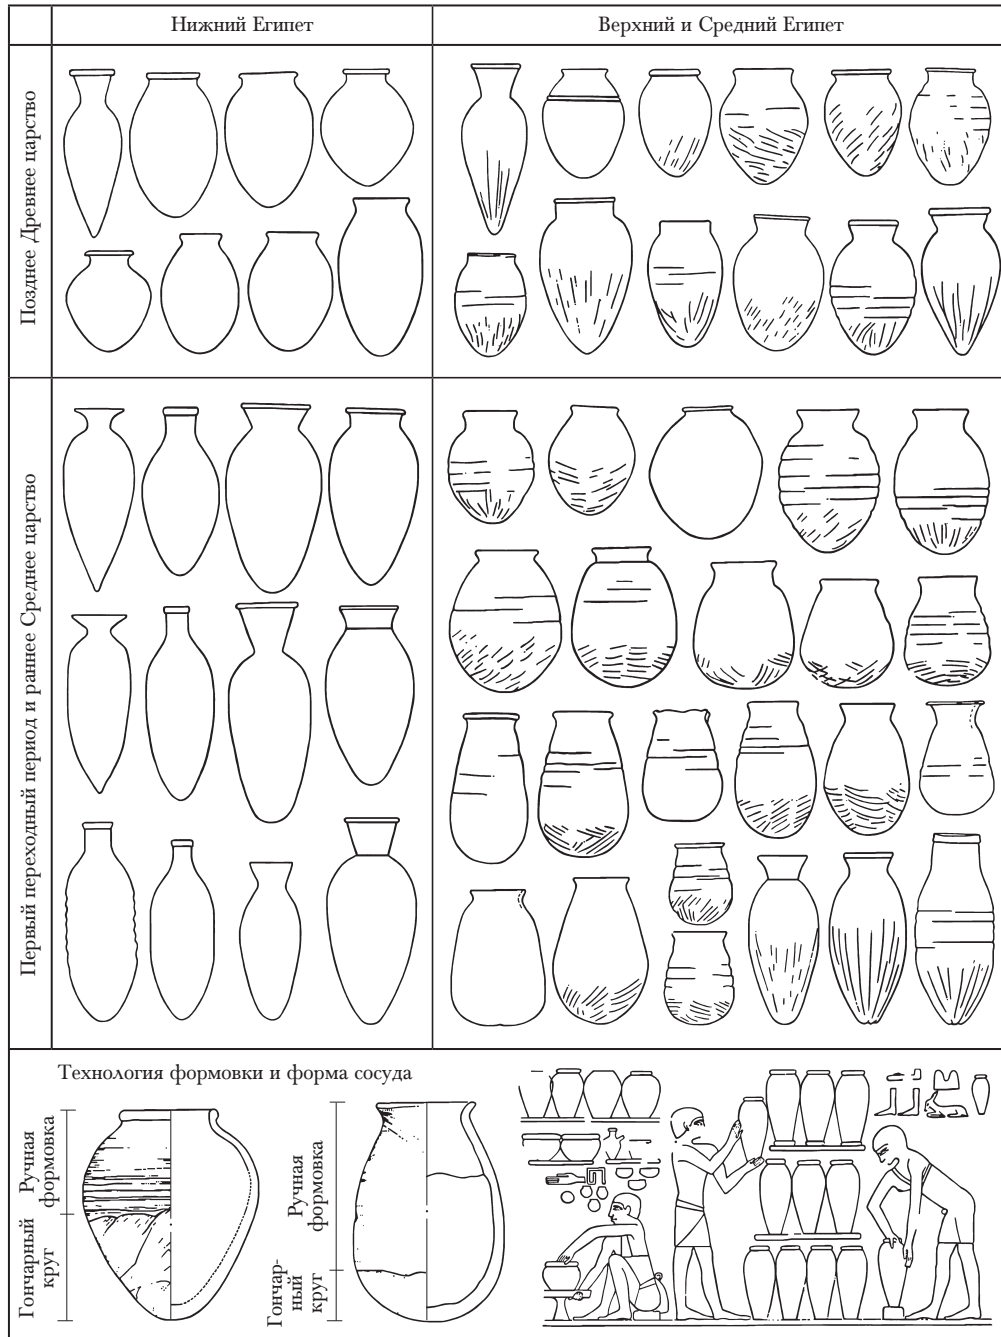 Нижний Египет
Верхний и Средний Египет
Позднее Древнее царство
Первый переходный период и раннее Среднее царство
Технология формовки и форма сосуда
Ручная
формовка
Гончарный
круг
Ручная
формовка
Гончар-
ный
круг